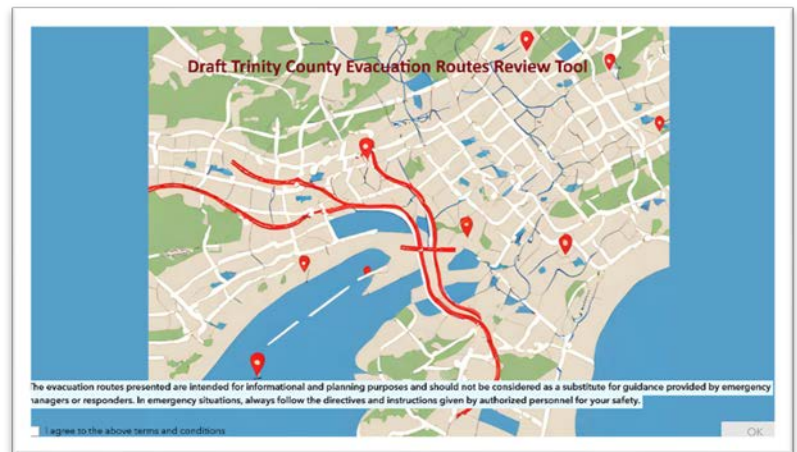 Draft Trinity County Evacuation Routes Review Tool
he evacuation routes presented are intended for informational and planning purposes and should not be considered as a substitute for guidance provided by emergency
nanagers or responders. In emergency situations, always follow the directives and instructions given by authorized personnel for your safety.
I agree to the above terms and conditions
OK